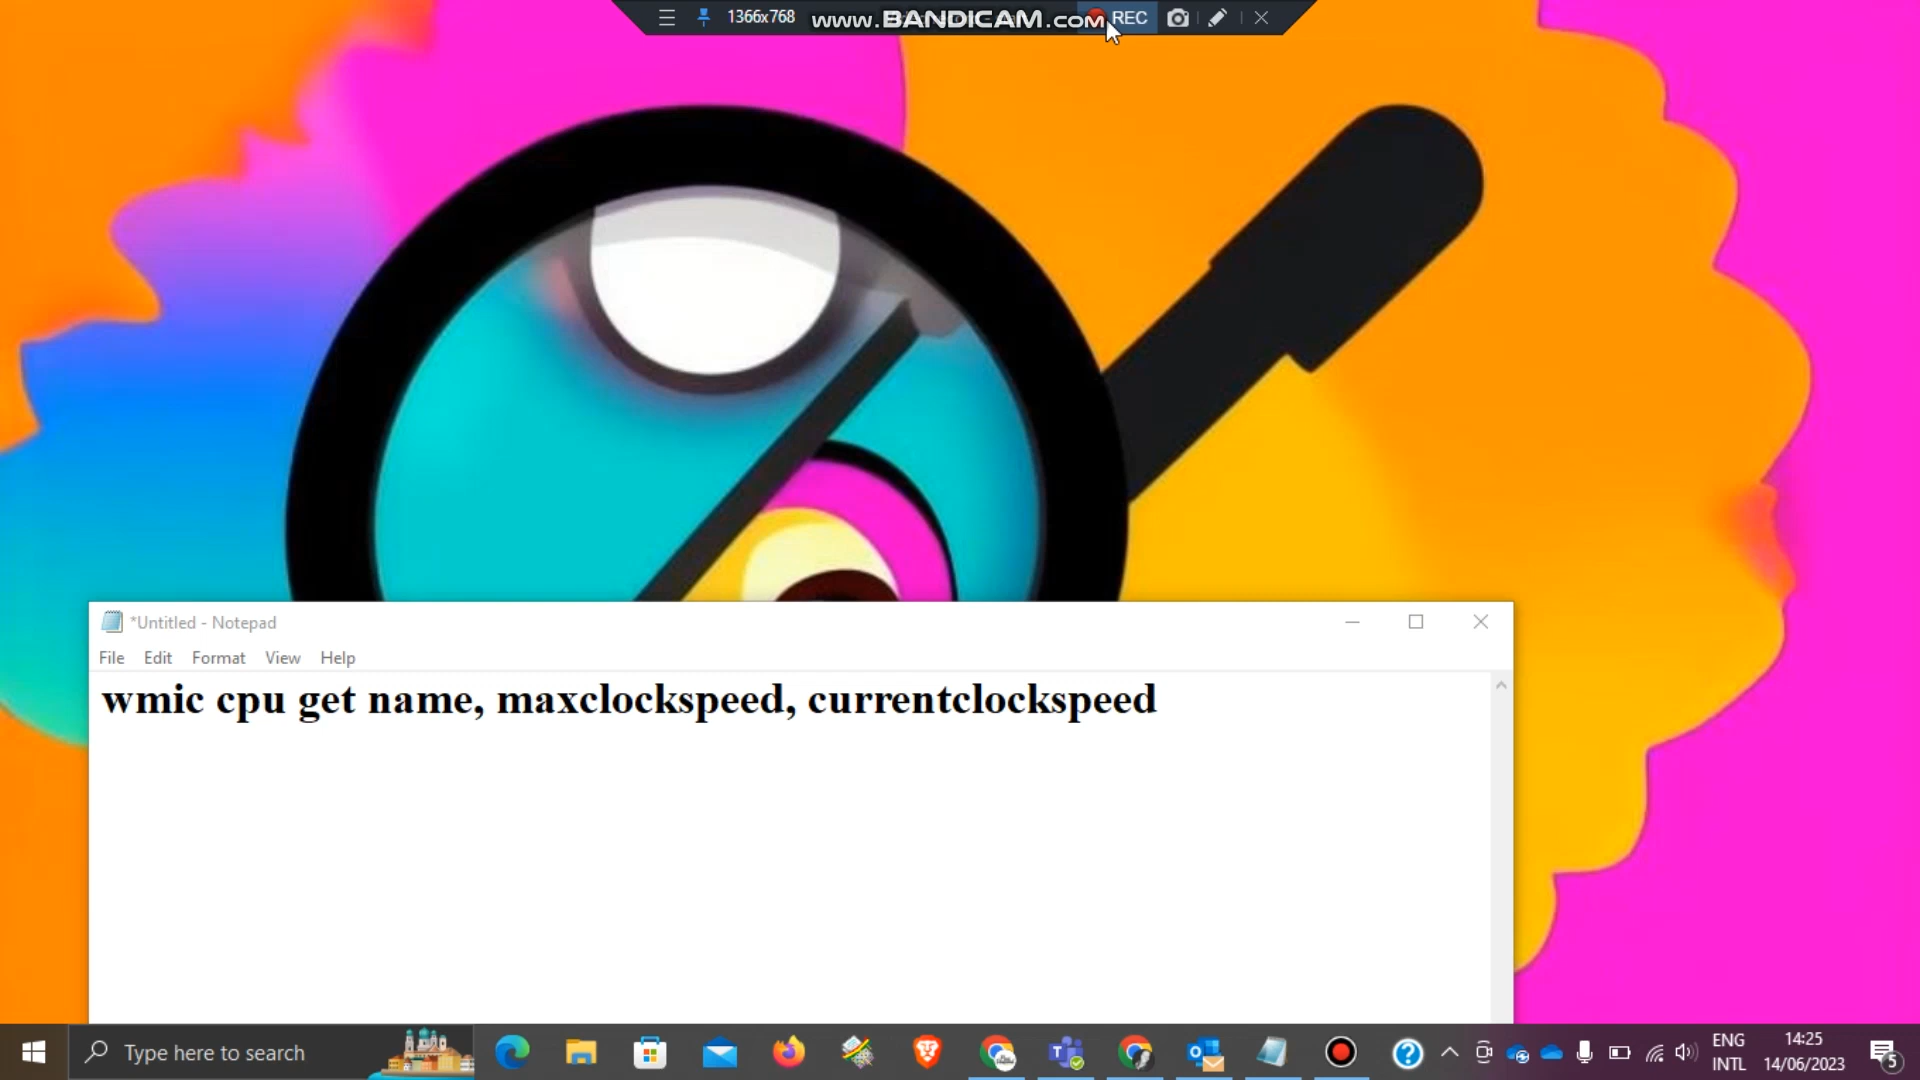 1366x768
www.BANDICAM.com
REC
*Untitled - Notepad
File Edit Format View Help
wmic cpu get name, maxclockspeed, currentclockspeed
Type here to search
ENG
INTL
14:25
14/06/2023
5